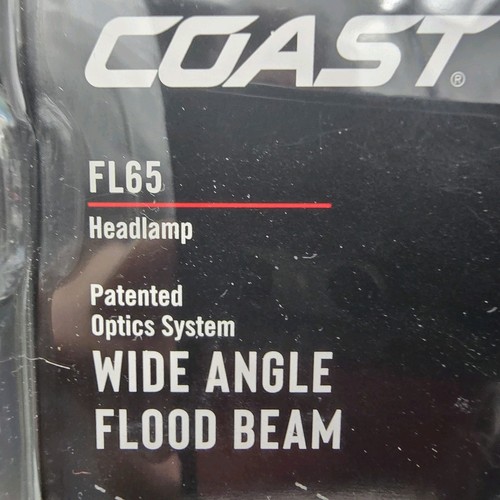 COAST®
FL65
Headlamp
Patented
Optics System
WIDE ANGLE
FLOOD BEAM